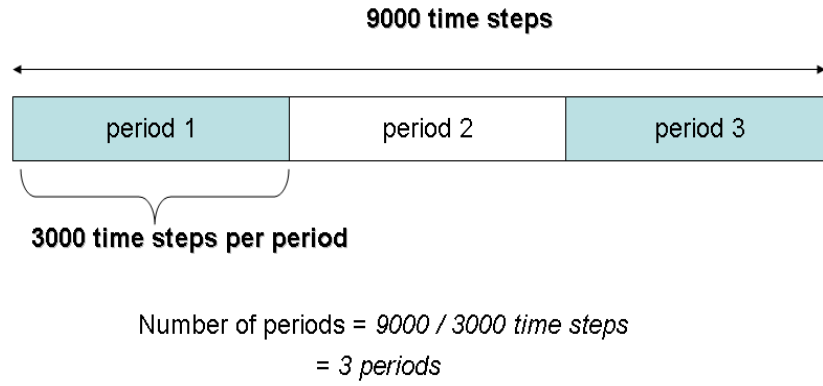 9000 time steps
period 1 period 2 period 3
3000 time steps per period
Number of periods = 9000 / 3000 time steps
= 3 periods